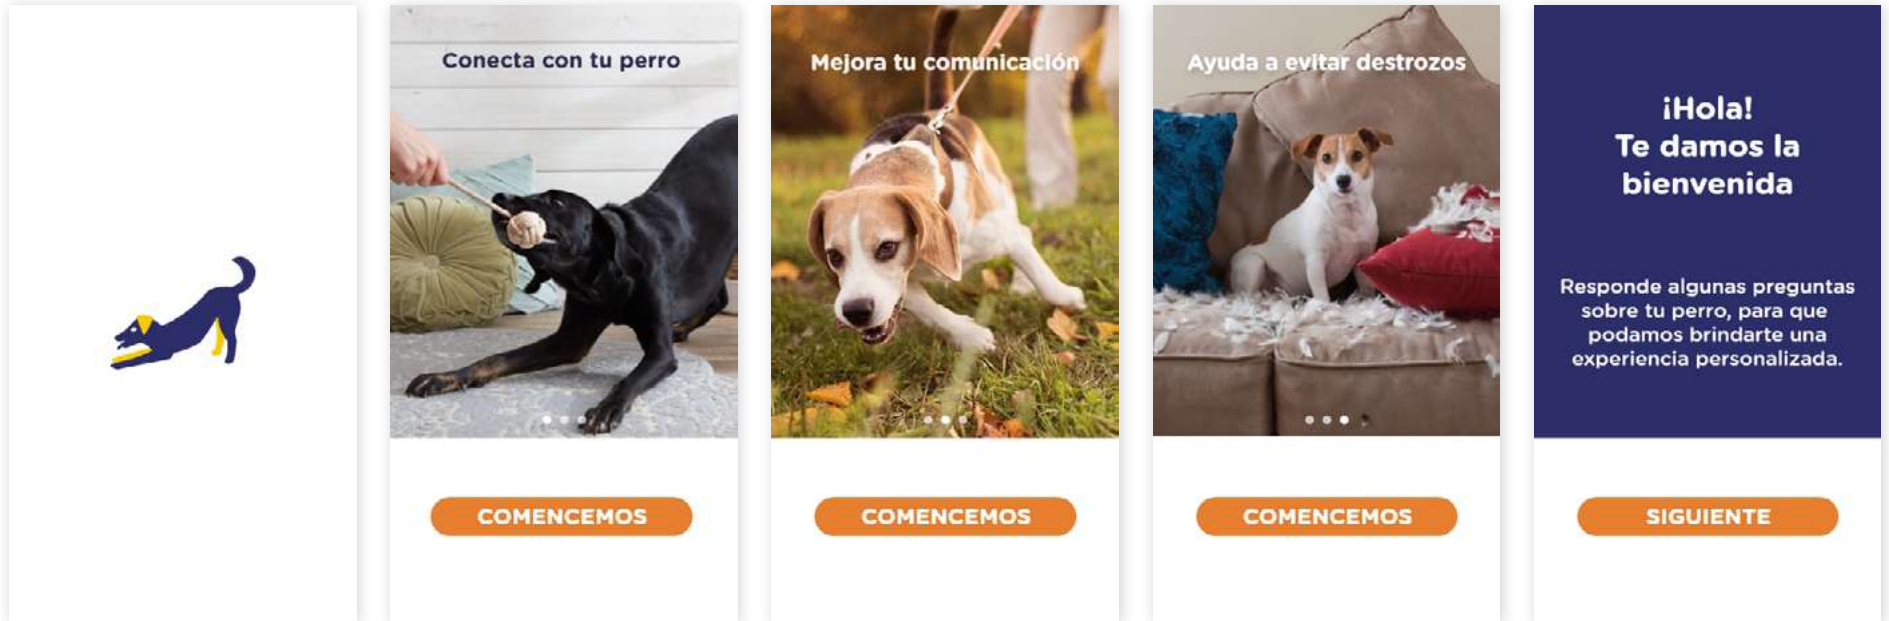 Conecta con tu perro
COMENCEMOS
Mejora tu comunicación
COMENCEMOS
Ayuda a evitar destrozos
COMENCEMOS
¡Hola!
Te damos la
bienvenida
Responde algunas preguntas
sobre tu perro, para que
podamos brindarte una
experiencia personalizada.
SIGUIENTE